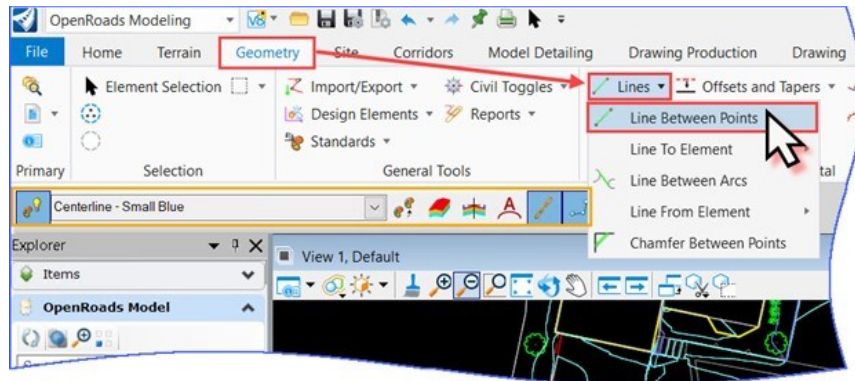 OpenRoads Modeling
File Home Terrain Geometry Site Corridors Model Detailing Drawing Production Drawing
Element Selection Import/Export Civil Toggles Lines Offsets and Tapers
Design Elements Reports Line Between Points
Standards Line To Element
Primary Selection General Tools
Line Between Arcs
Line From Element
Chamfer Between Points
Centerline - Small Blue
Explorer
View 1, Default
Items
OpenRoads Model